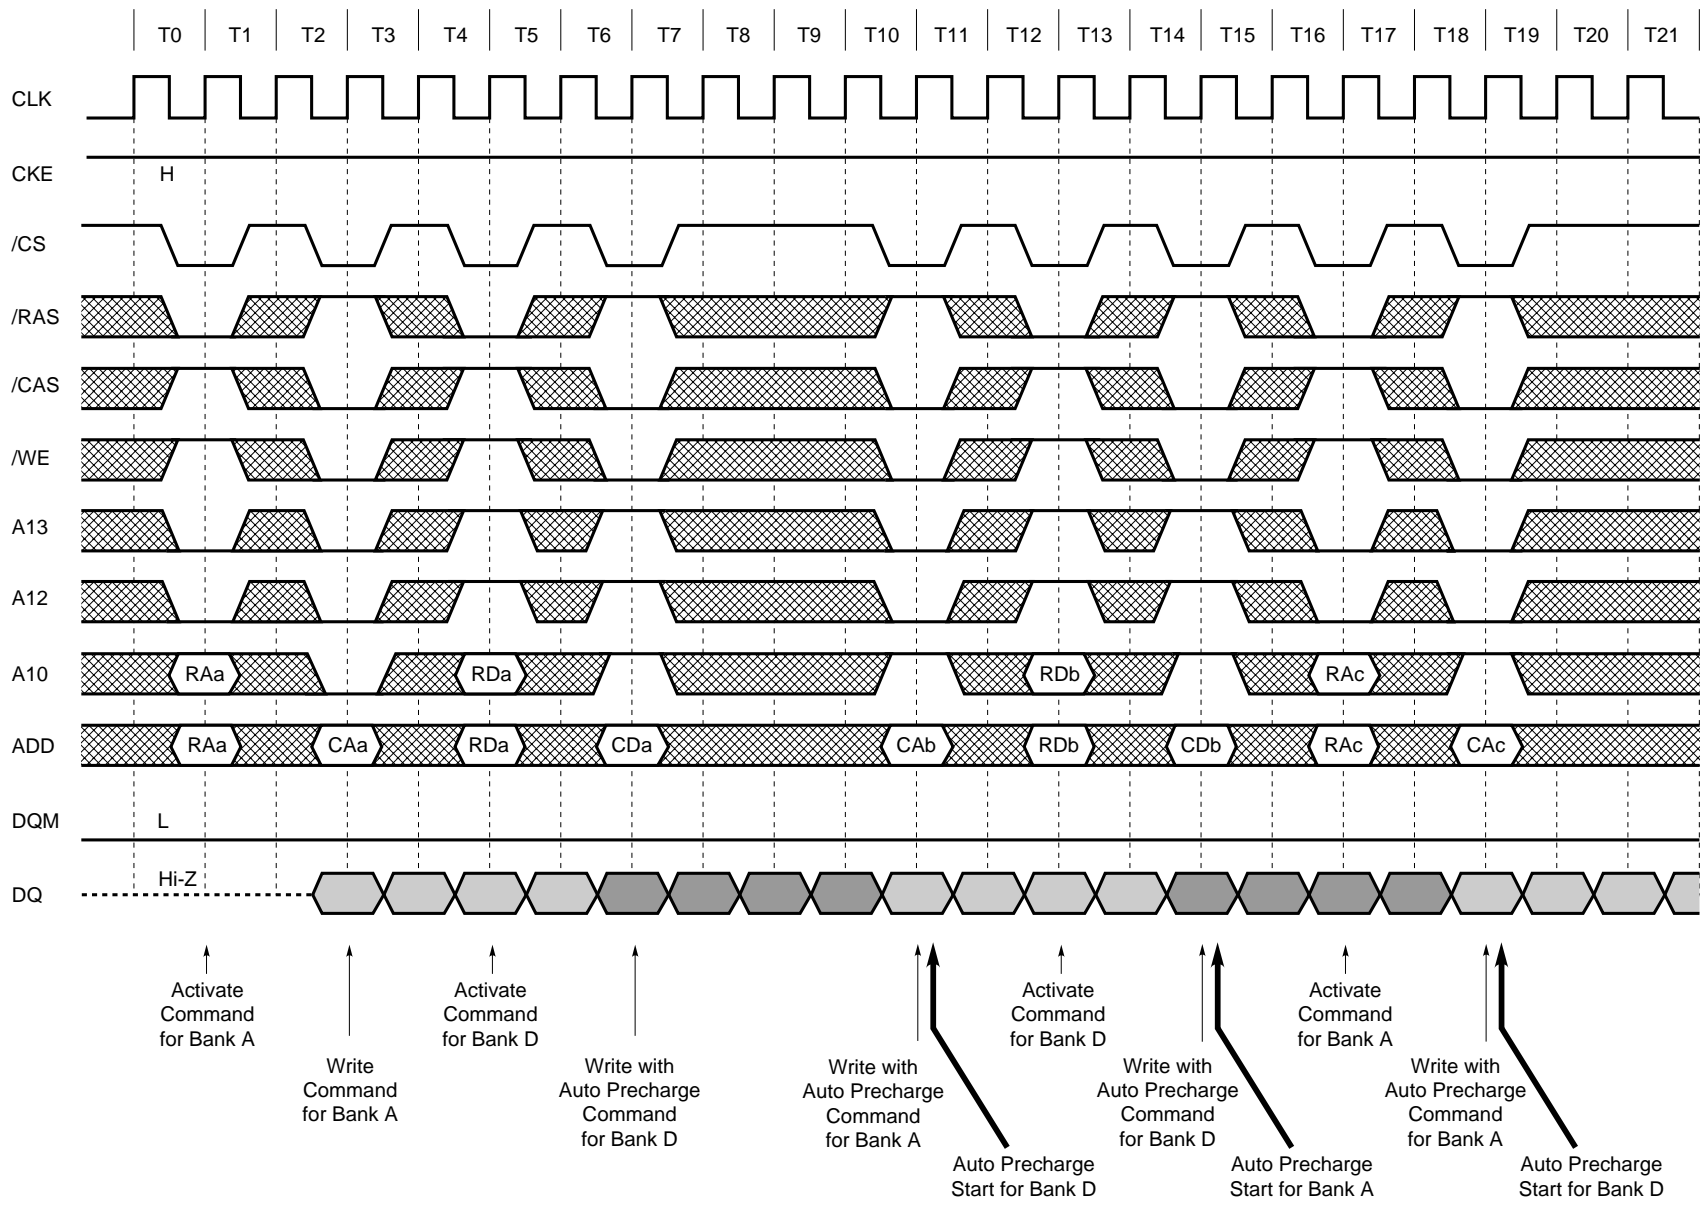 T0 T1 T2 T3 T4 T5 T6 T7 T8 T9 T10 T11 T12 T13 T14 T15 T16 T17 T18 T19 T20 T21
CLK
CKE H
/CS
/RAS
/CAS
/WE
A13
A12
A10 RAa RDa RDb RAc
ADD RAa CAa RDa CDa CAb RDb CDb RAc CAc
DQM L
DQ Hi-Z
Activate
Command
for Bank A
Write
Command
for Bank A
Activate
Command
for Bank D
Write with
Auto Precharge
Command
for Bank D
Write with
Auto Precharge
Command
for Bank A
Auto Precharge
Start for Bank D
Activate
Command
for Bank D
Write with
Auto Precharge
Command
for Bank D
Auto Precharge
Start for Bank A
Activate
Command
for Bank A
Write with
Auto Precharge
Command
for Bank A
Auto Precharge
Start for Bank D